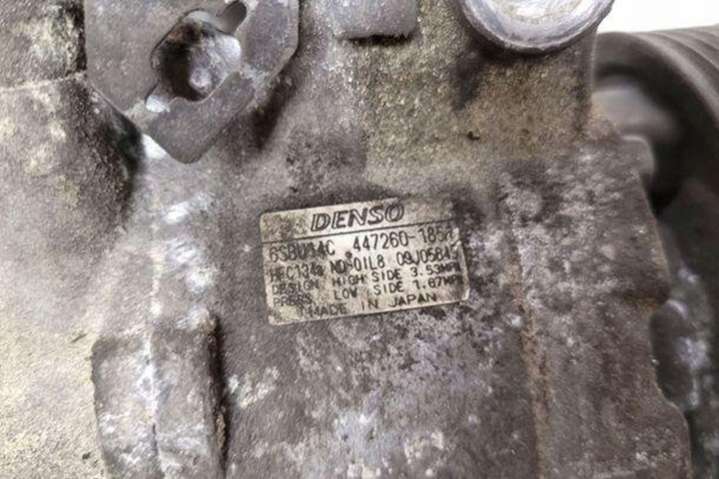 DENSO
6SBU14C 447260-185
HFC134a ND-OIL8 09J05845
DESIGN HIGH SIDE 3.53MPa
PRESS LOW SIDE 1.67MPa
MADE IN JAPAN